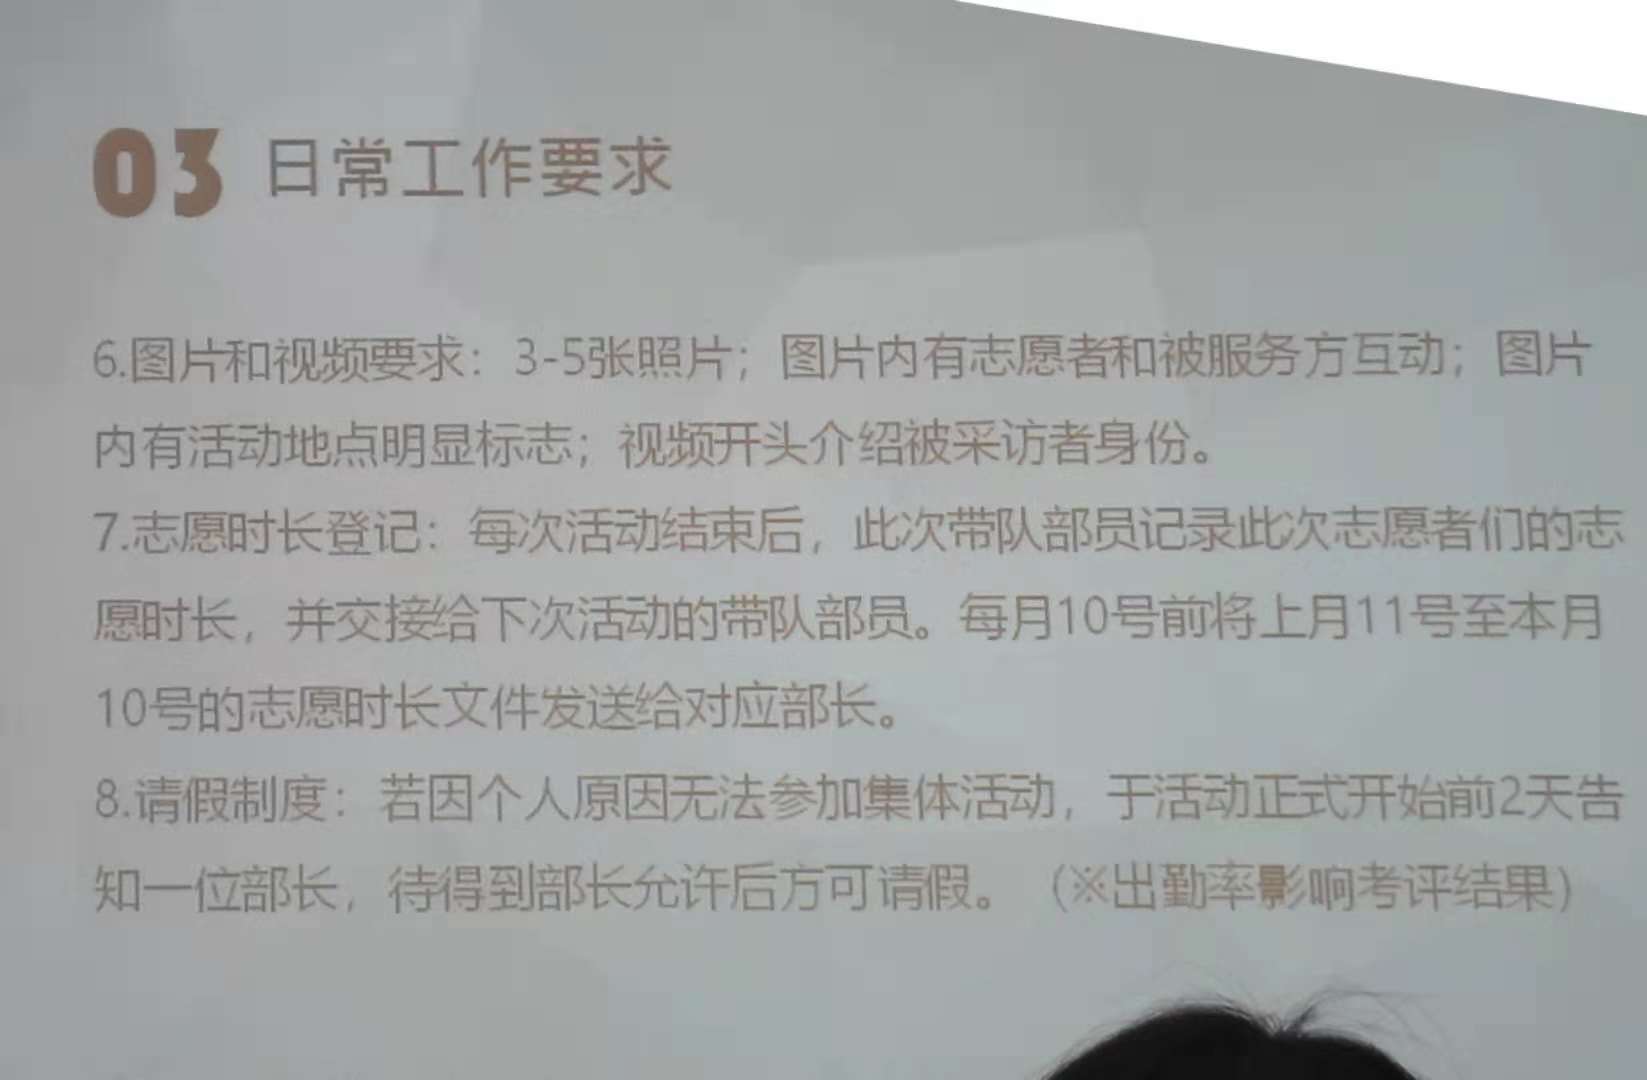 03 日常工作要求
6.图片和视频要求：3-5张照片；图片内有志愿者和被服务方互动；图片
内有活动地点明显标志；视频开头介绍被采访者身份。
7.志愿时长登记：每次活动结束后，此次带队部员记录此次志愿者们的志
愿时长，并交接给下次活动的带队部员。每月10号前将上月11号至本月
10号的志愿时长文件发送给对应部长。
8.请假制度：若因个人原因无法参加集体活动，于活动正式开始前2天告
知一位部长，待得到部长允许后方可请假。（※出勤率影响考评结果）